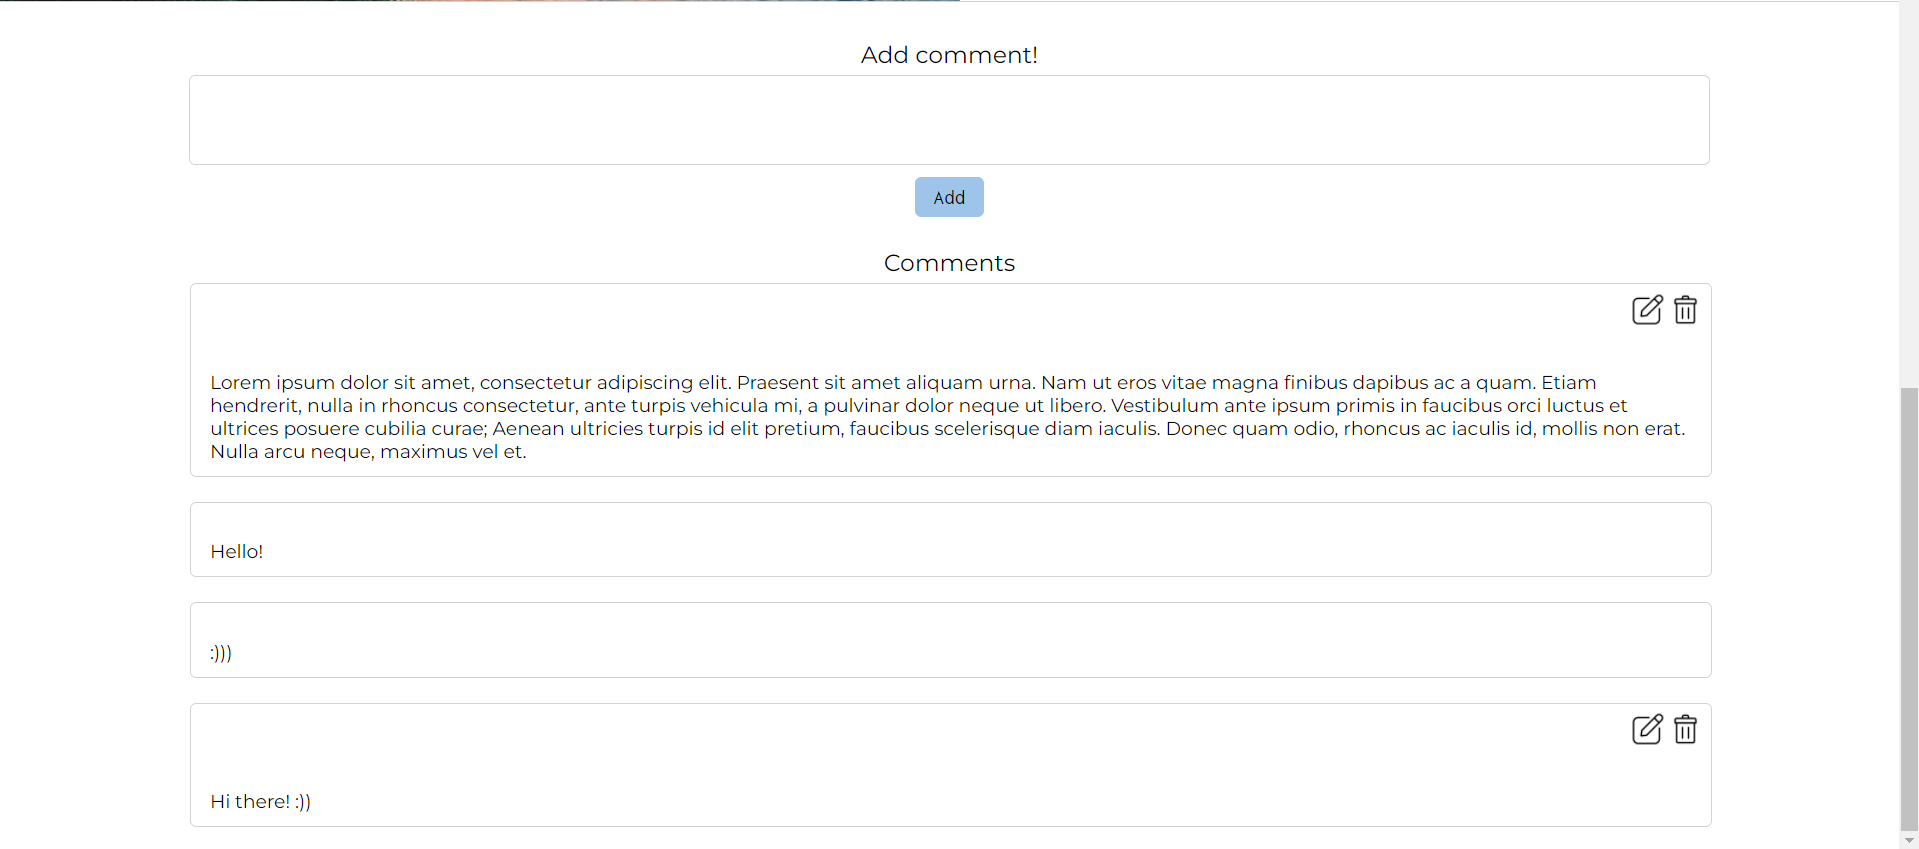 Add comment!
Add
Comments
Lorem ipsum dolor sit amet, consectetur adipiscing elit. Praesent sit amet aliquam urna. Nam ut eros vitae magna finibus dapibus ac a quam. Etiam
hendrerit, nulla in rhoncus consectetur, ante turpis vehicula mi, a pulvinar dolor neque ut libero. Vestibulum ante ipsum primis in faucibus orci luctus et
ultrices posuere cubilia curae; Aenean ultricies turpis id elit pretium, faucibus scelerisque diam iaculis. Donec quam odio, rhoncus ac iaculis id, mollis non erat.
Nulla arcu neque, maximus vel et.
Hello!
:)))
Hi there! :))